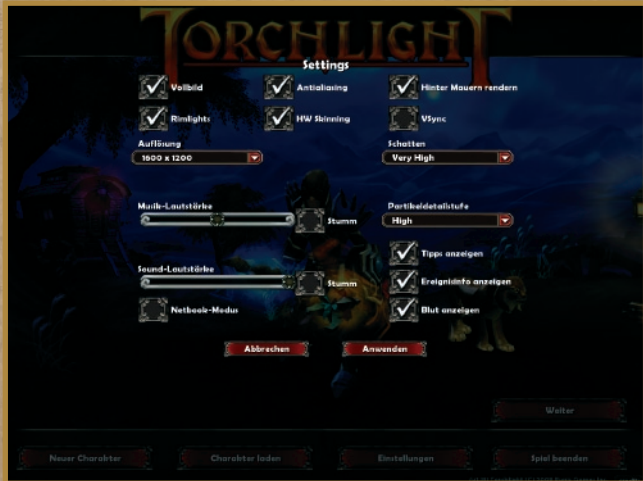 TORCHLIGHT
Settings
Vollbild
Antialiasing
Hinter Mauern rendern
Rimlights
HW Skinning
VSync
Auflösung
Schatten
1600 x 1200
Very High
Musik-Lautstärke
Partikeldetailstufe
Stumm
High
Tipps anzeigen
Sound-Lautstärke
Stumm
Ereignisinfo anzeigen
Netbook-Modus
Blut anzeigen
Abbrechen
Anwenden
Weiter
Neuer Charakter
Charakter laden
Einstellungen
Spiel beenden